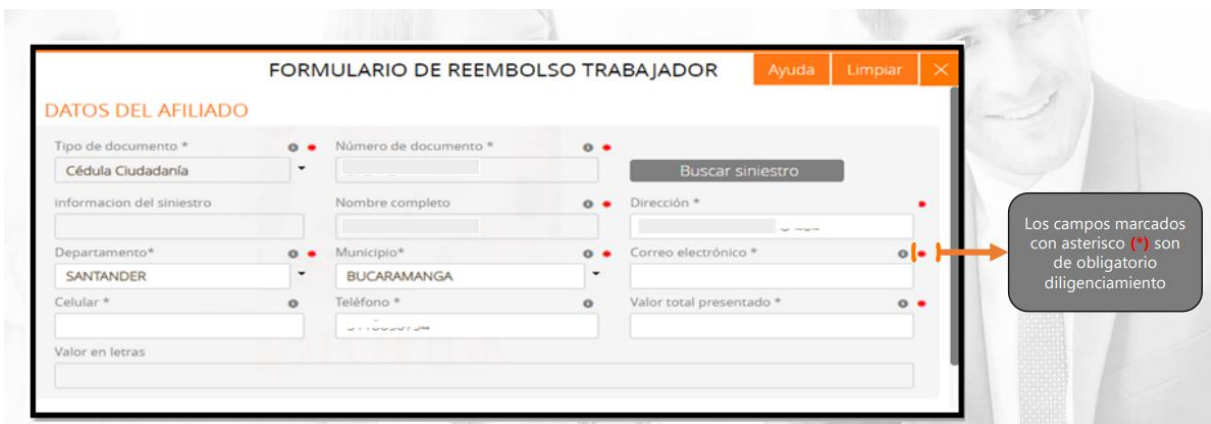 FORMULARIO DE REEMBOLSO TRABAJADOR
Ayuda
Limpiar
DATOS DEL AFILIADO
Tipo de documento *
Número de documento *
Cédula Ciudadanía
Buscar siniestro
informacion del siniestro
Nombre completo
Dirección *
Departamento*
Municipio*
Correo electrónico *
SANTANDER
BUCARAMANGA
Celular *
Teléfono *
Valor total presentado *
Valor en letras
Los campos marcados
con asterisco (*) son
de obligatorio
diligenciamiento